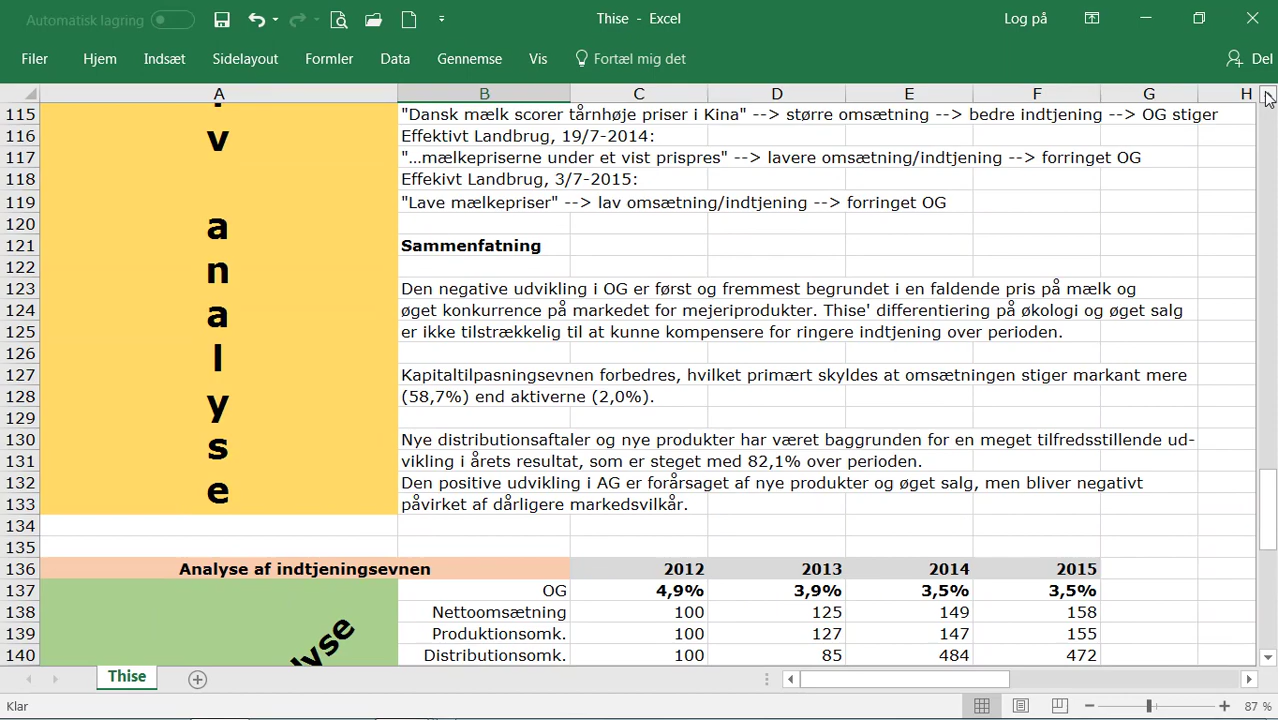 Automatisk lagring
Thise - Excel
Log på
Filer Hjem Indsæt Sidelayout Formler Data Gennemse Vis Fortæl mig det Del
A B C D E F G H
115 "Dansk mælk scorer tårnhøje priser i Kina" --> større omsætning --> bedre indtjening --> OG stiger
116 Effektivt Landbrug, 19/7-2014:
117 "...mælkepriserne under et vist prispres" --> lavere omsætning/indtjening --> forringet OG
118 Effekivt Landbrug, 3/7-2015:
119 "Lave mælkepriser" --> lav omsætning/indtjening --> forringet OG
120
121 Sammenfatning
122
123 Den negative udvikling i OG er først og fremmest begrundet i en faldende pris på mælk og
124 øget konkurrence på markedet for mejeriprodukter. Thise' differentiering på økologi og øget salg
125 er ikke tilstrækkelig til at kunne kompensere for ringere indtjening over perioden.
126
127 Kapitaltilpasningsevnen forbedres, hvilket primært skyldes at omsætningen stiger markant mere
128 (58,7%) end aktiverne (2,0%).
129
130 Nye distributionsaftaler og nye produkter har været baggrunden for en meget tilfredsstillende ud-
131 vikling i årets resultat, som er steget med 82,1% over perioden.
132 Den positive udvikling i AG er forårsaget af nye produkter og øget salg, men bliver negativt
133 påvirket af dårligere markedsvilkår.
134
135
v
a
n
a
l
y
s
e
136 Analyse af indtjeningsevnen 2012 2013 2014 2015
137 OG 4,9% 3,9% 3,5% 3,5%
138 Nettoomsætning 100 125 149 158
139 Produktionsomk. 100 127 147 155
140 Distributionsomk. 100 85 484 472
lyse
Thise
Klar
87 %